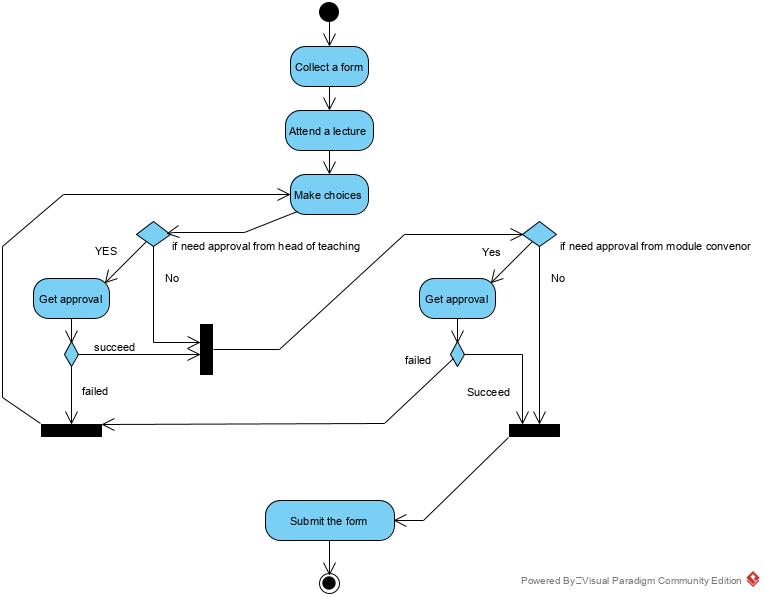 Collect a form
Attend a lecture
Make choices
if need approval from head of teaching
YES
No
Get approval
succeed
failed
if need approval from module convenor
Yes
No
Get approval
failed
Succeed
Submit the form
Powered By Visual Paradigm Community Edition